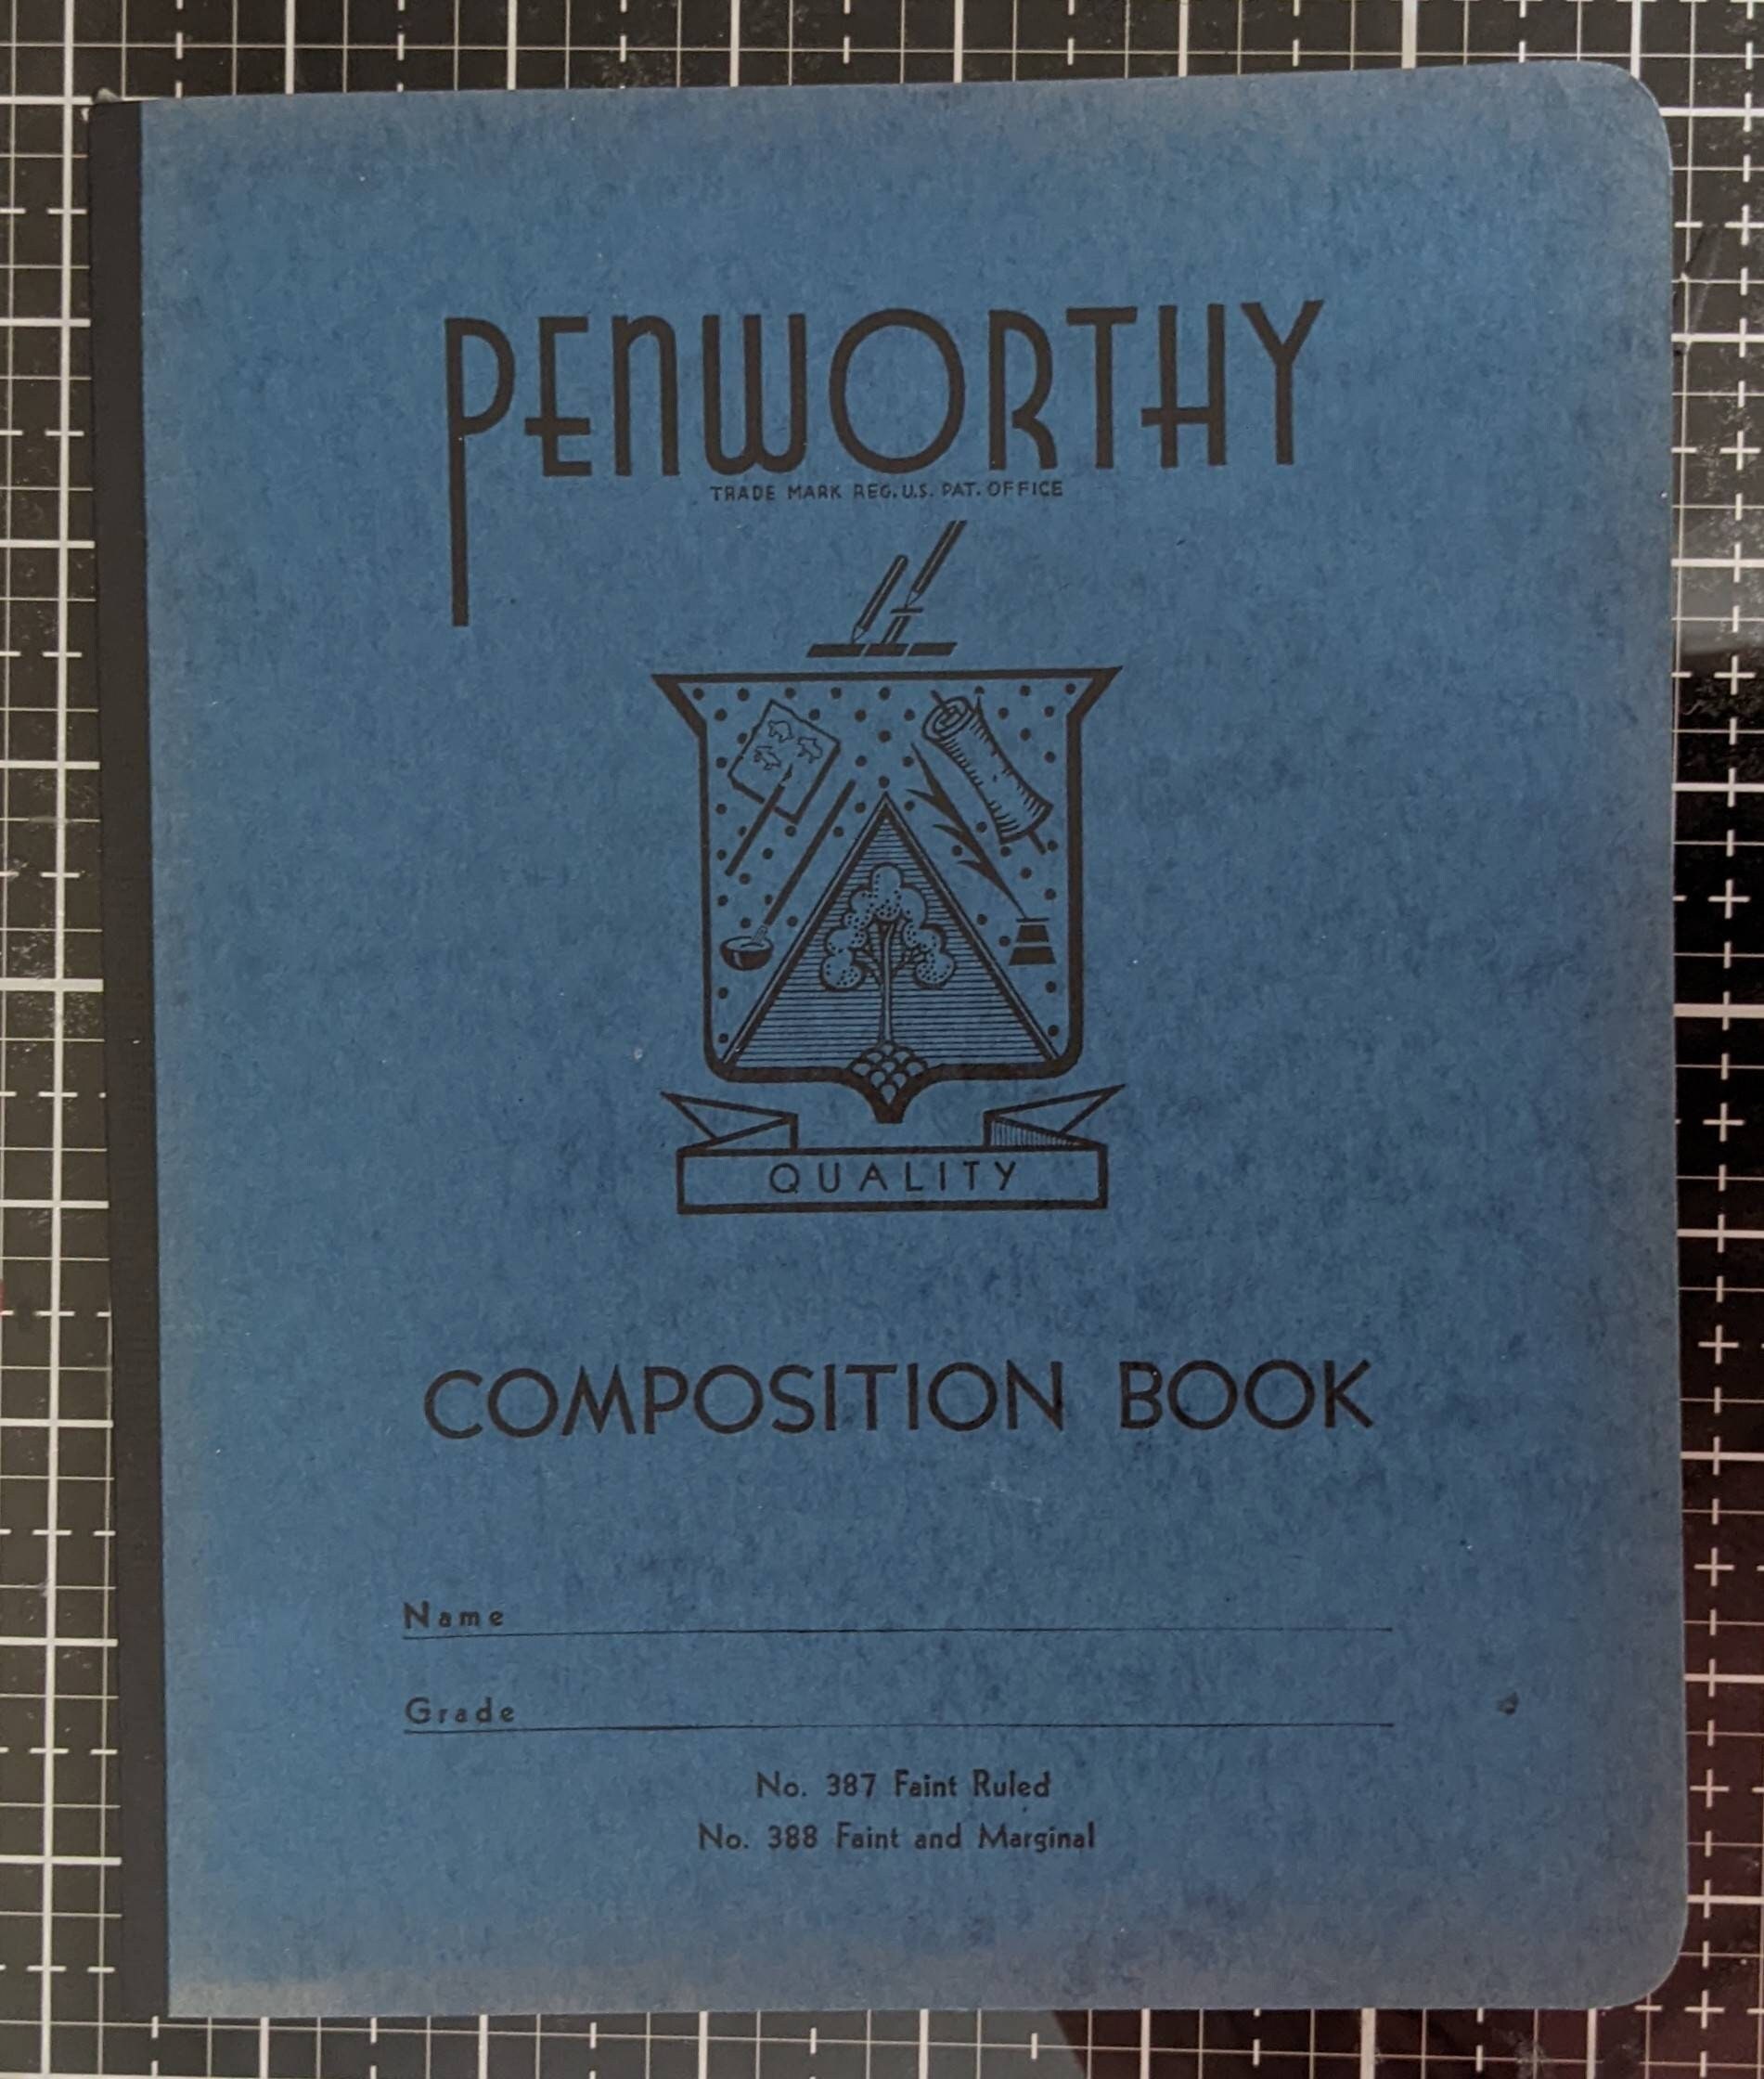 PENWORTHY
TRADE MARK REG. U.S. PAT. OFFICE
QUALITY
COMPOSITION BOOK
Name
Grade
No. 387 Faint Ruled
No. 388 Faint and Marginal